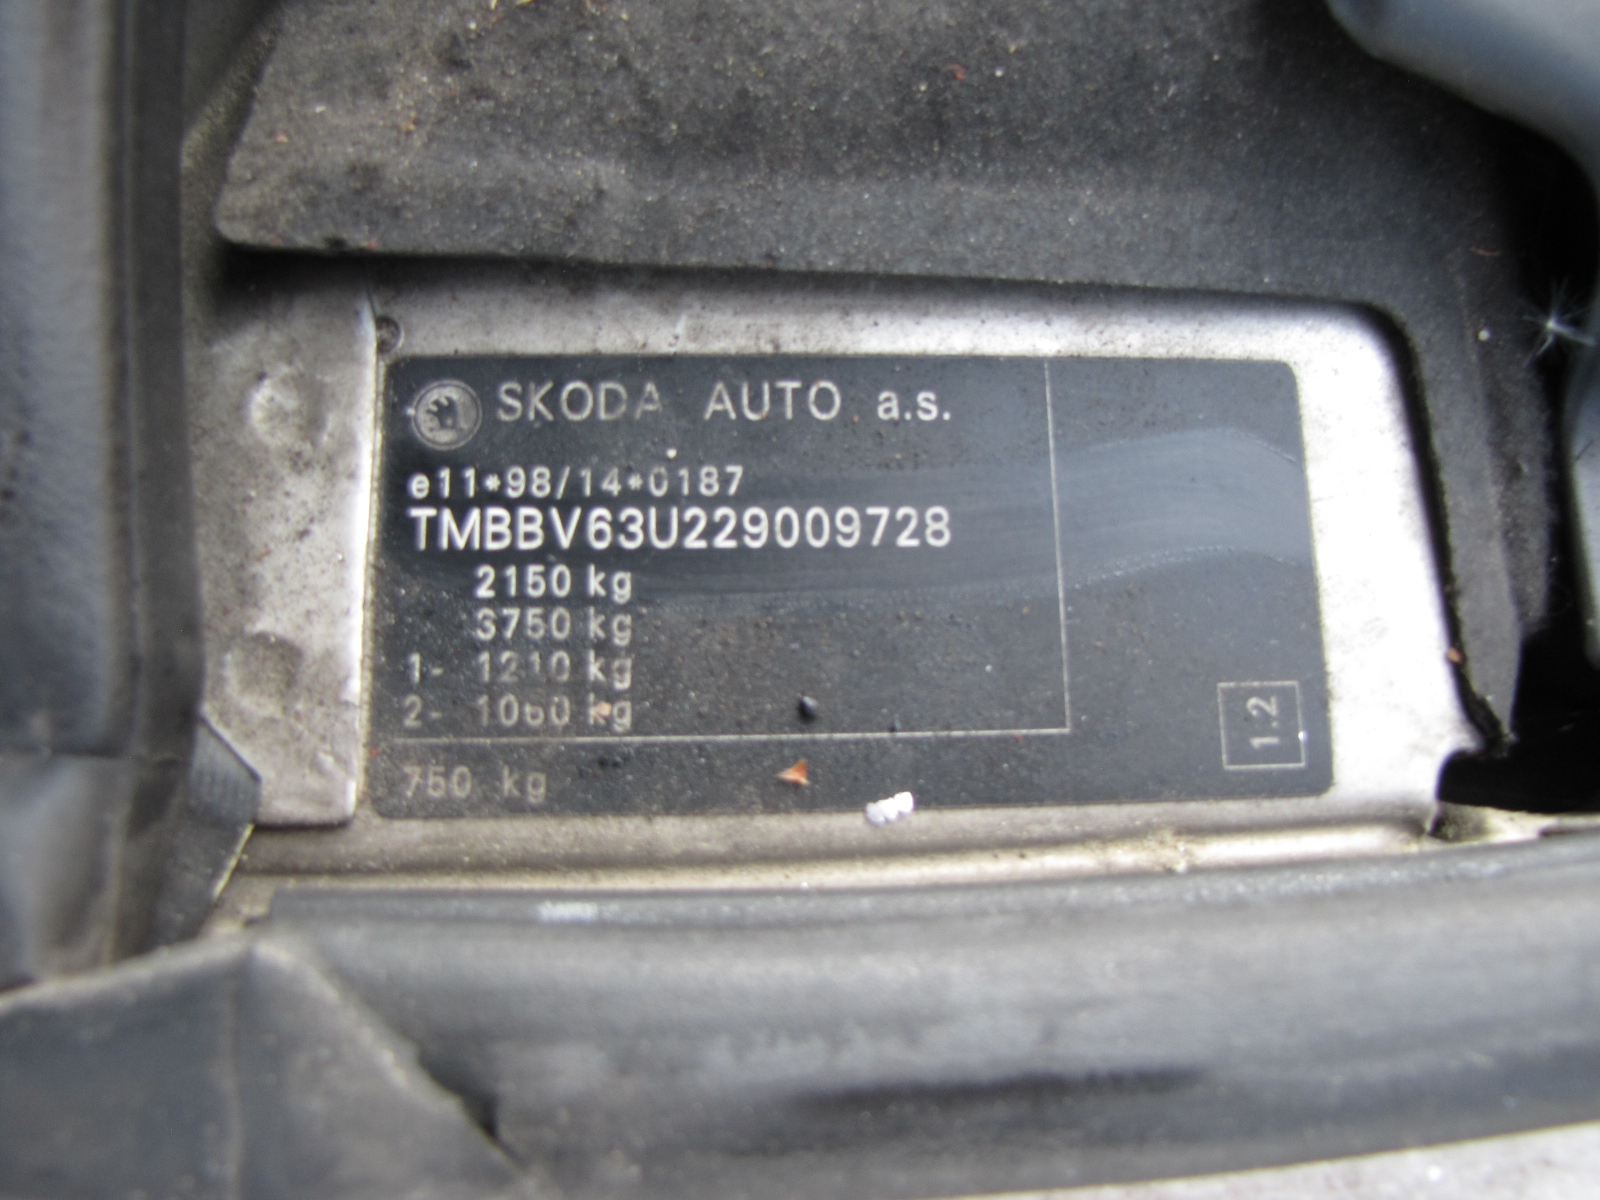 SKODA AUTO a.s.
e11*98/14*0187
TMBBV63U229009728
2150 kg
3750 kg
1- 1210 kg
2- 1060 kg
750 kg
1.2